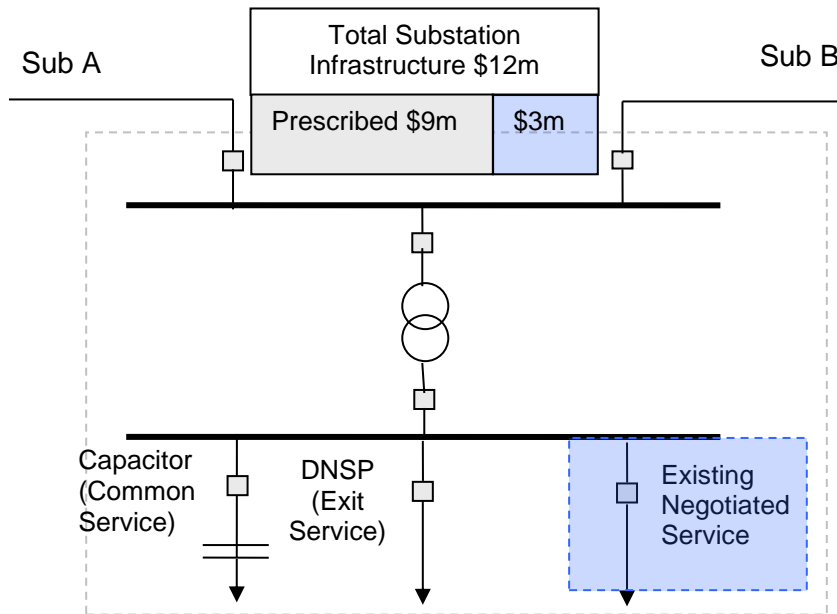 Total Substation
Infrastructure $12m
Sub A
Sub B
Prescribed $9m
$3m
Capacitor
(Common
Service)
DNSP
(Exit
Service)
Existing
Negotiated
Service